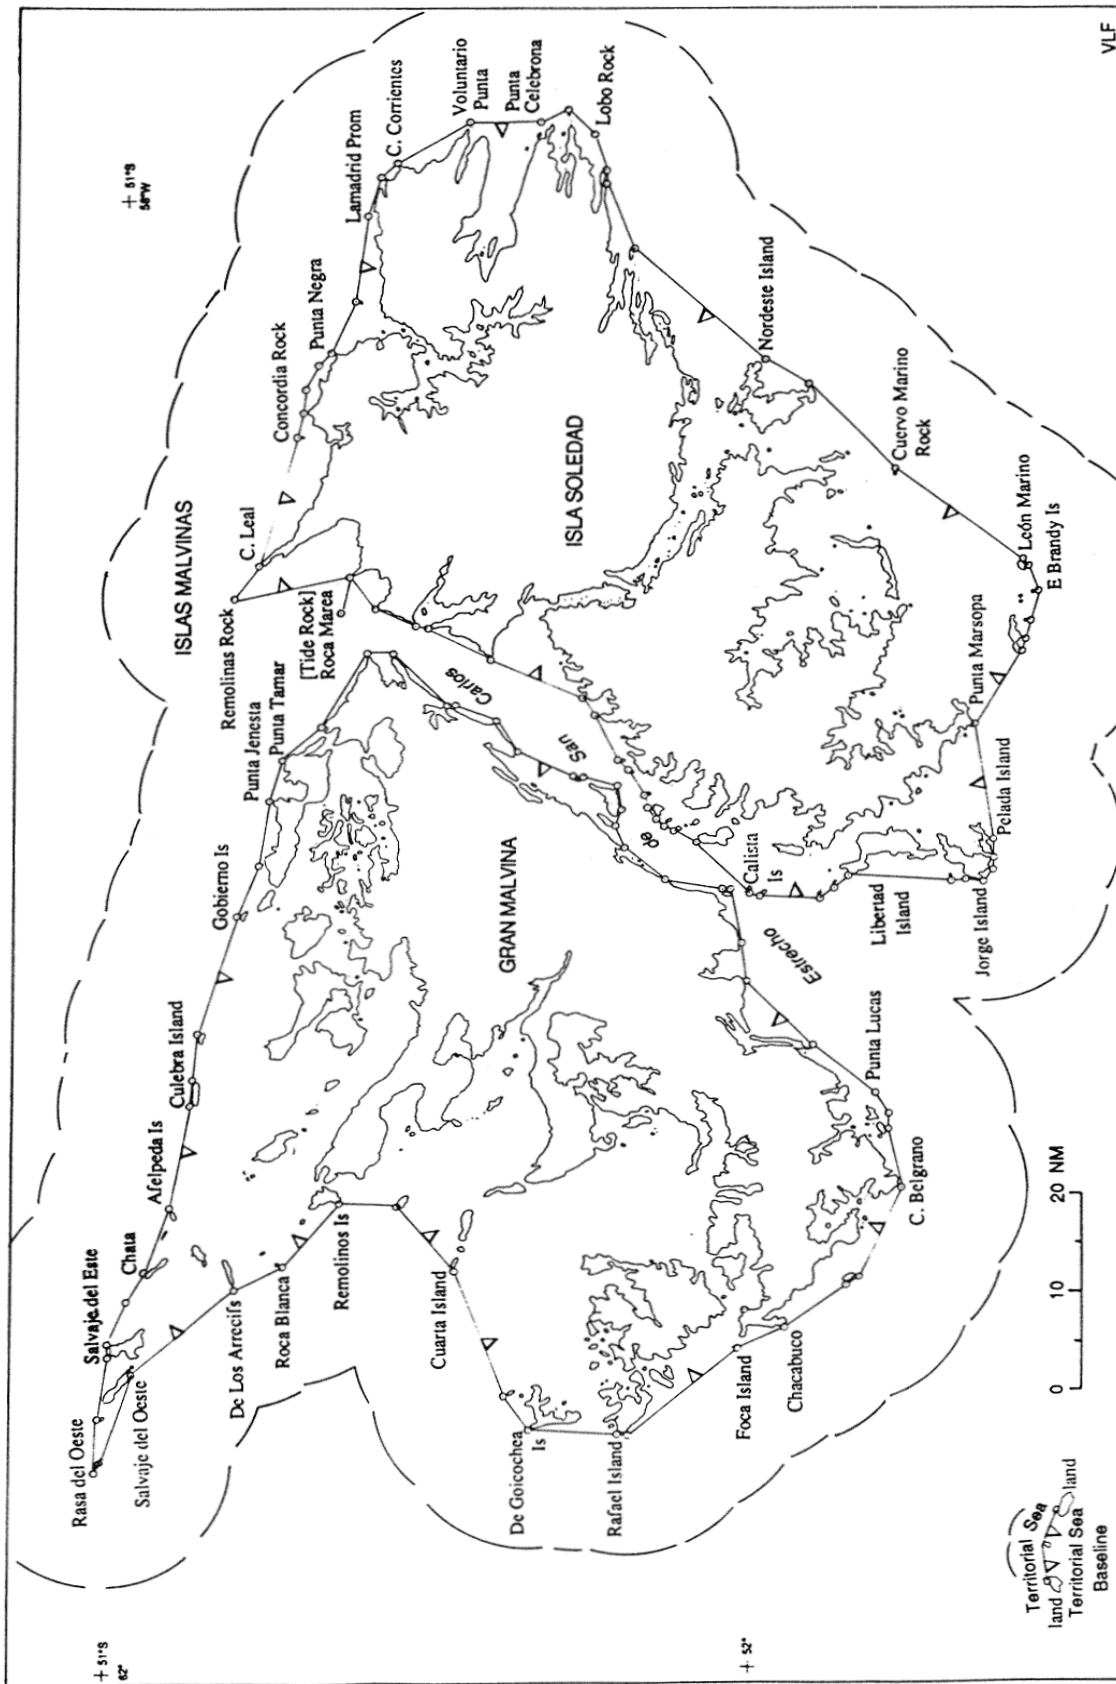 ISLAS MALVINAS
+ 51°S
62°
+ 51°S
58°W
+ 52°
Rasa del Oeste
Salvaje del Oeste
Salvaje del Este
Chata
Afelpeda Is
Culebra Island
Gobierno Is
Punta Jenesta
Punta Tamar
Remolinas Rock
[Tide Rock]
Roca Marea
C. Leal
Concordia Rock
Punta Negra
Lamadrid Prom
C. Corrientes
Voluntario
Punta
Punta
Celebrona
Lobo Rock
De Los Arrecifs
Roca Blanca
Remolinos Is
Cuarta Island
De Goicochea
Is
Rafael Island
Foca Island
Chacabuco
C. Belgrano
Punta Lucas
GRAN MALVINA
ISLA SOLEDAD
Estrecho
de
San
Carlos
Calista
Is
Libertad
Island
Jorge Island
Pelada Island
Punta Marsopa
E Brandy Is
León Marino
Cuervo Marino
Rock
Nordeste Island
0 10 20 NM
Territorial Sea
land
land
Territorial Sea
Baseline
VLF